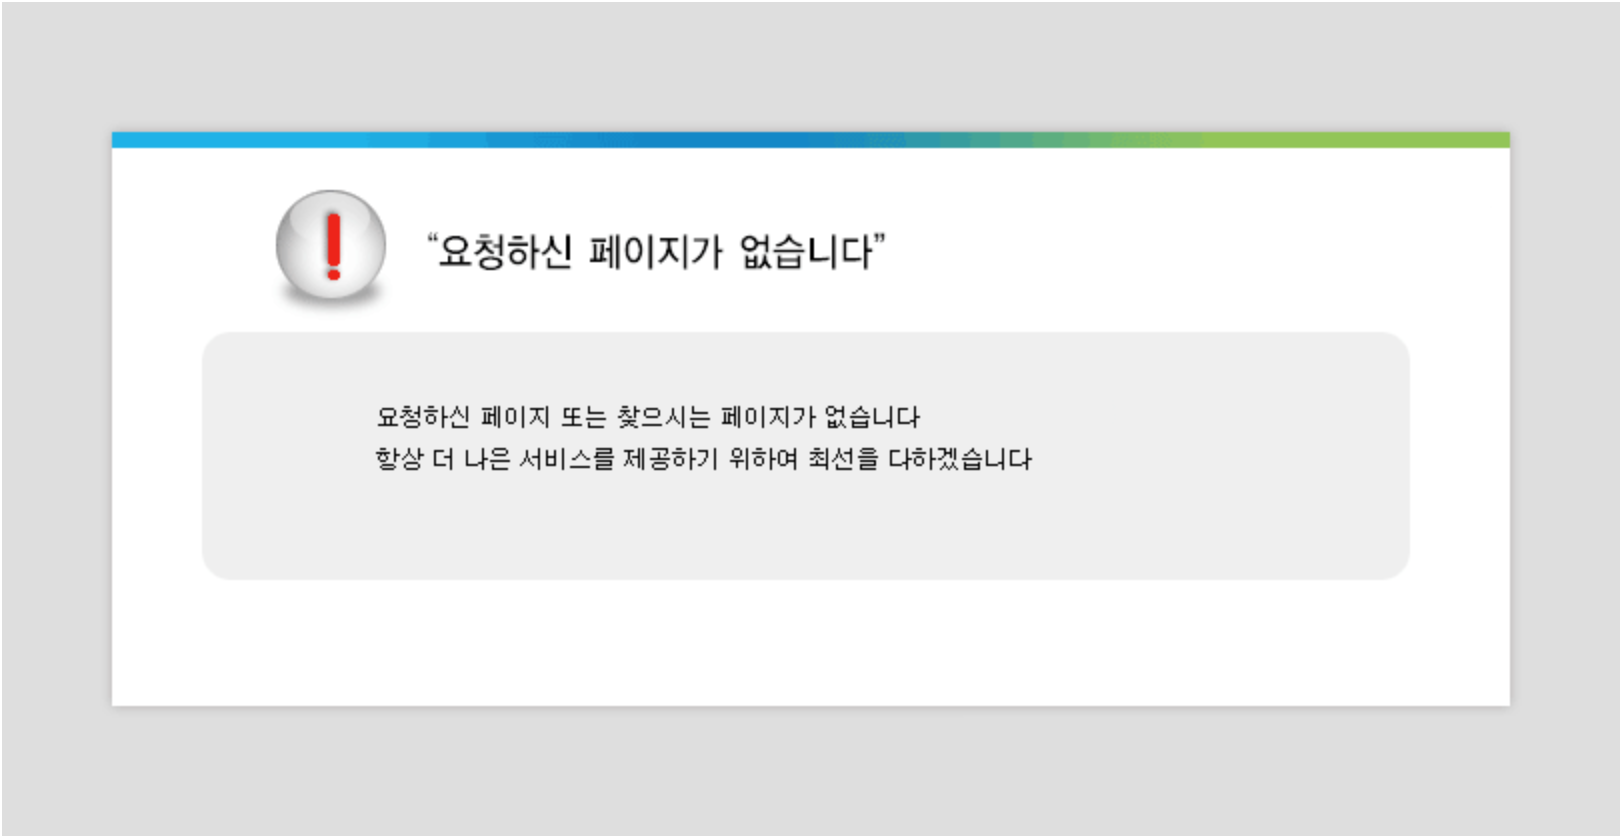 “요청하신 페이지가 없습니다”
요청하신 페이지 또는 찾으시는 페이지가 없습니다
항상 더 나은 서비스를 제공하기 위하여 최선을 다하겠습니다